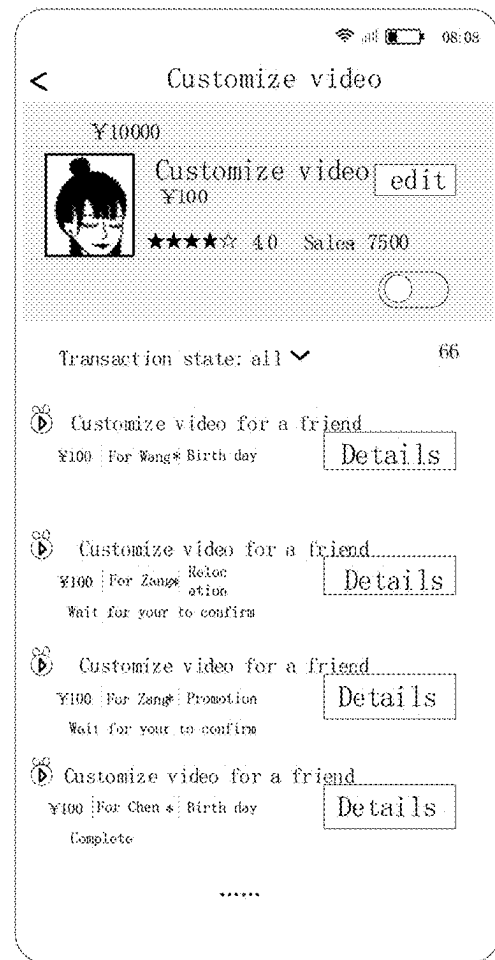 08:08
< Customize video
¥10000
Customize video edit
¥100
★★★★☆ 4.0 Sales 7500
Transaction state: all 66
Customize video for a friend
¥100 For Wang* Birth day Details
Customize video for a friend
¥100 For Zang* Reloc
ation Details
Wait for your to confirm
Customize video for a friend
¥100 For Zang* Promotion Details
Wait for your to confirm
Customize video for a friend
¥100 For Chen * Birth day Details
Complete
......